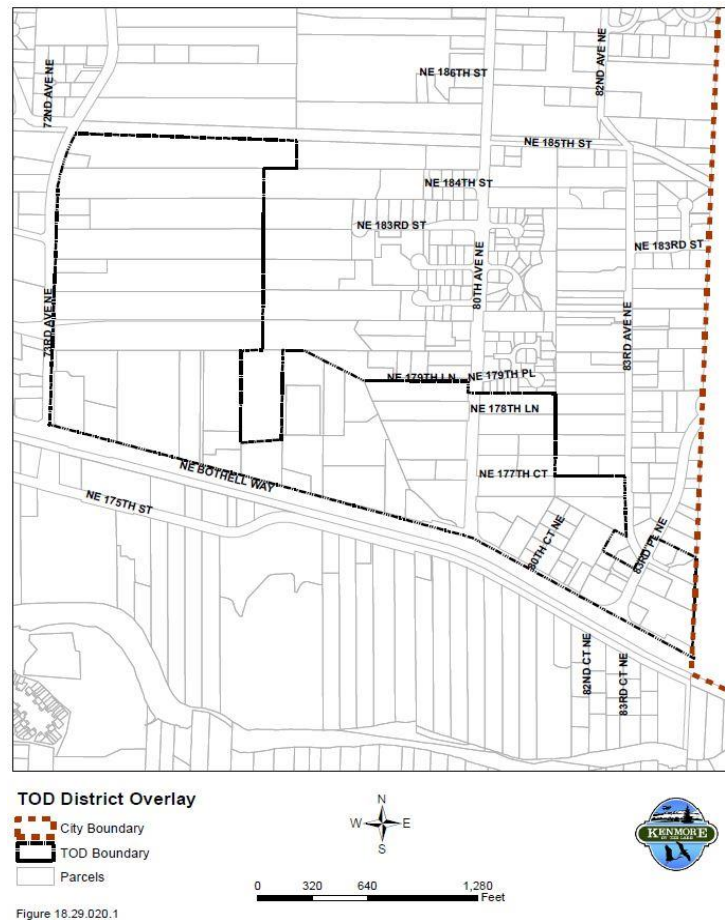 72ND AVE NE
82ND AVE NE
NE 186TH ST
NE 185TH ST
NE 184TH ST
NE 183RD ST
NE 183RD ST
80TH AVE NE
83RD AVE NE
73RD AVE NE
NE 179TH LN
NE 179TH PL
NE 178TH LN
NE 177TH CT
NE BOTHELL WAY
NE 175TH ST
80TH CT NE
83RD PL NE
82ND CT NE
83RD CT NE
TOD District Overlay
City Boundary
TOD Boundary
Parcels
N
W
E
S
0 320 640 1,280
Feet
KENMORE
Figure 18.29.020.1